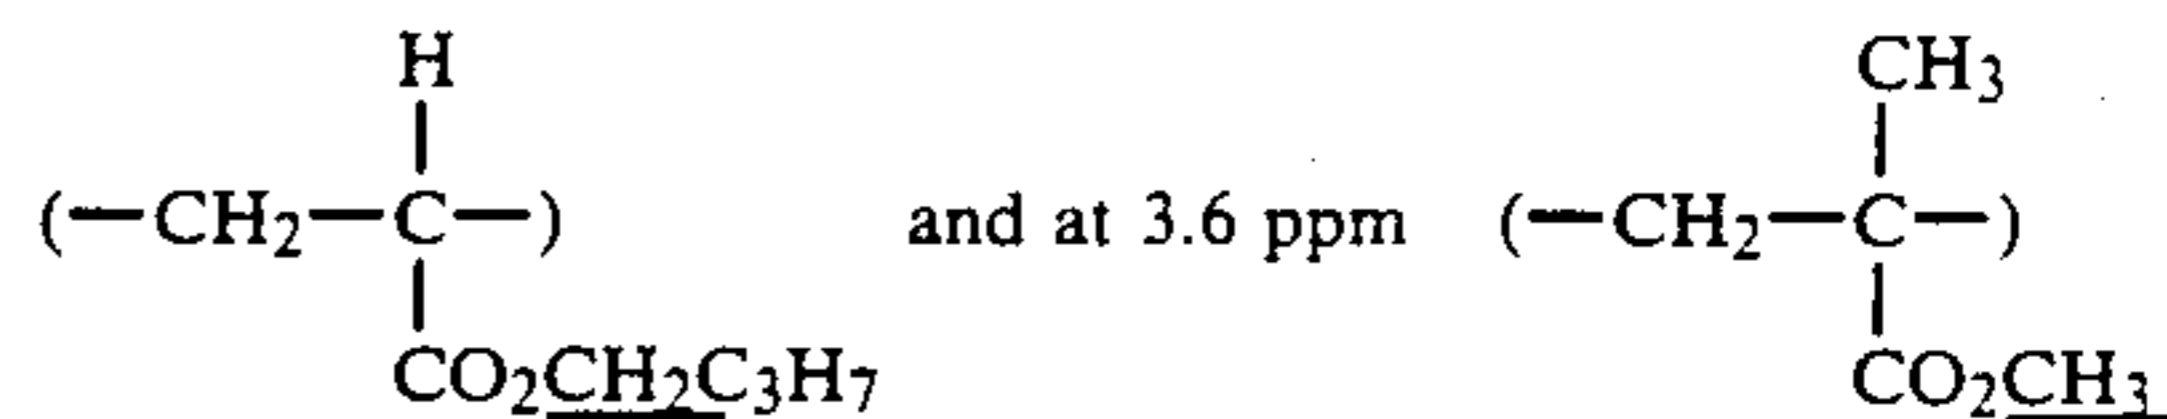 H CH₃
(—CH₂—C—) and at 3.6 ppm (—CH₂—C—)
CO₂CH₂C₃H₇ CO₂CH₃